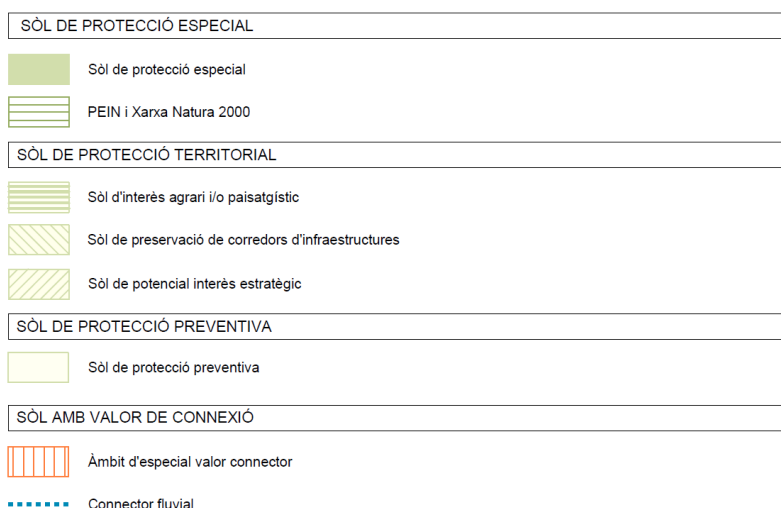 SÒL DE PROTECCIÓ ESPECIAL
Sòl de protecció especial
PEIN i Xarxa Natura 2000
SÒL DE PROTECCIÓ TERRITORIAL
Sòl d'interès agrari i/o paisatgístic
Sòl de preservació de corredors d'infraestructures
Sòl de potencial interès estratègic
SÒL DE PROTECCIÓ PREVENTIVA
Sòl de protecció preventiva
SÒL AMB VALOR DE CONNEXIÓ
Àmbit d'especial valor connector
Connector fluvial